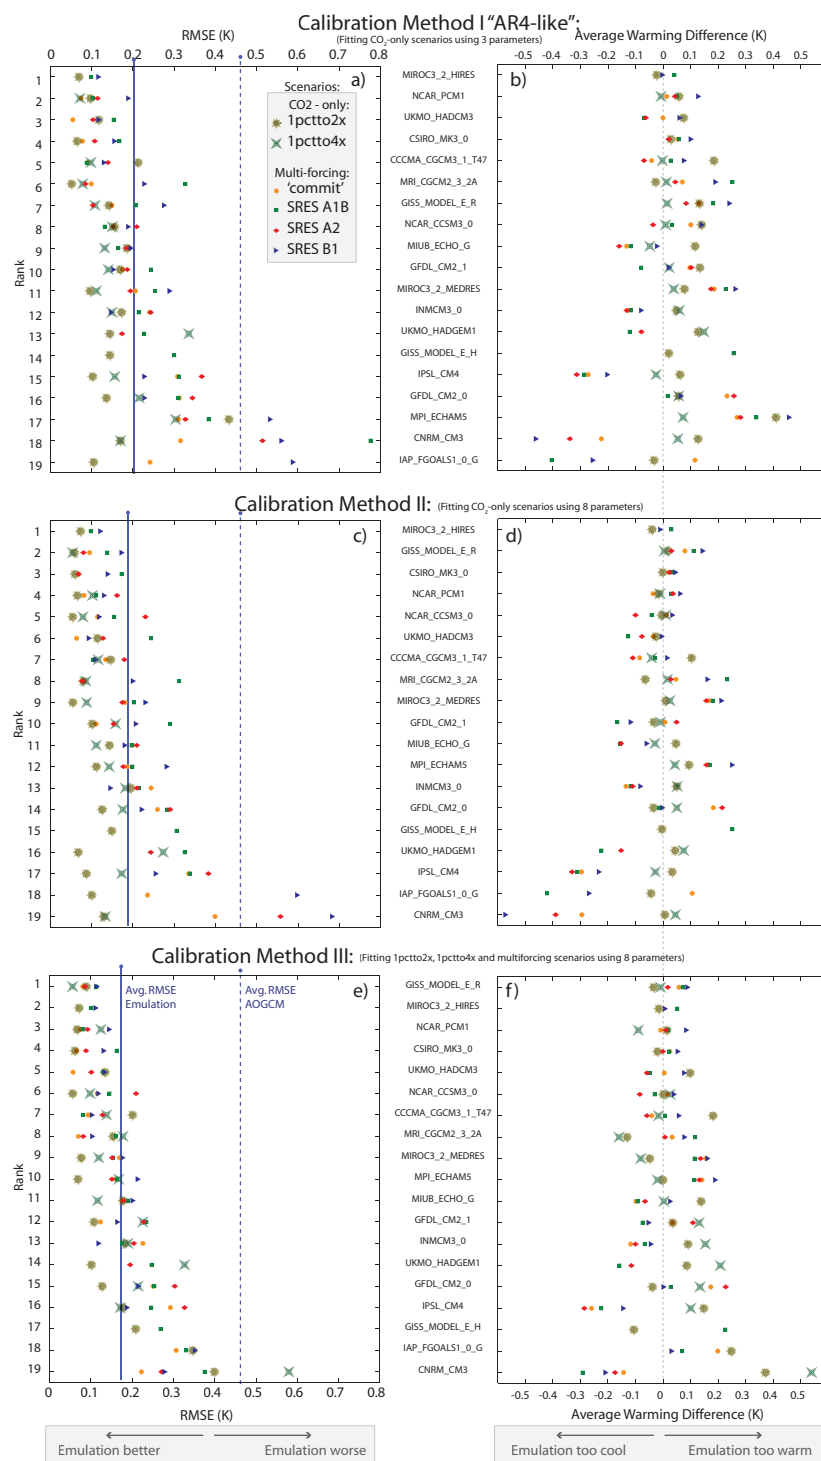 Calibration Method I "AR4-like":
RMSE (K)
(Fitting CO2-only scenarios using 3 parameters)
Average Warming Difference (K)
0 0.1 0.2 0.3 0.4 0.5 0.6 0.7 0.8
-0.5 -0.4 -0.3 -0.2 -0.1 0 0.1 0.2 0.3 0.4 0.5
a)
b)
Scenarios:
CO2 - only:
1pctto2x
1pctto4x
Multi-forcing:
'commit'
SRES A1B
SRES A2
SRES B1
Rank
1 MIROC3_2_HIRES
2 NCAR_PCM1
3 UKMO_HADCM3
4 CSIRO_MK3_0
5 CCCMA_CGCM3_1_T47
6 MRI_CGCM2_3_2A
7 GISS_MODEL_E_R
8 NCAR_CCSM3_0
9 MIUB_ECHO_G
10 GFDL_CM2_1
11 MIROC3_2_MEDRES
12 INMCM3_0
13 UKMO_HADGEM1
14 GISS_MODEL_E_H
15 IPSL_CM4
16 GFDL_CM2_0
17 MPI_ECHAM5
18 CNRM_CM3
19 IAP_FGOALS1_0_G
Calibration Method II: (Fitting CO2-only scenarios using 8 parameters)
c)
d)
Rank
1 MIROC3_2_HIRES
2 GISS_MODEL_E_R
3 CSIRO_MK3_0
4 NCAR_PCM1
5 NCAR_CCSM3_0
6 UKMO_HADCM3
7 CCCMA_CGCM3_1_T47
8 MRI_CGCM2_3_2A
9 MIROC3_2_MEDRES
10 GFDL_CM2_1
11 MIUB_ECHO_G
12 MPI_ECHAM5
13 INMCM3_0
14 GFDL_CM2_0
15 GISS_MODEL_E_H
16 UKMO_HADGEM1
17 IPSL_CM4
18 IAP_FGOALS1_0_G
19 CNRM_CM3
Calibration Method III: (Fitting 1pctto2x, 1pctto4x and multiforcing scenarios using 8 parameters)
Avg. RMSE
Emulation
Avg. RMSE
AOGCM
e)
f)
Rank
1 GISS_MODEL_E_R
2 MIROC3_2_HIRES
3 NCAR_PCM1
4 CSIRO_MK3_0
5 UKMO_HADCM3
6 NCAR_CCSM3_0
7 CCCMA_CGCM3_1_T47
8 MRI_CGCM2_3_2A
9 MIROC3_2_MEDRES
10 MPI_ECHAM5
11 MIUB_ECHO_G
12 GFDL_CM2_1
13 INMCM3_0
14 UKMO_HADGEM1
15 GFDL_CM2_0
16 IPSL_CM4
17 GISS_MODEL_E_H
18 IAP_FGOALS1_0_G
19 CNRM_CM3
0 0.1 0.2 0.3 0.4 0.5 0.6 0.7 0.8
-0.5 -0.4 -0.3 -0.2 -0.1 0 0.1 0.2 0.3 0.4 0.5
RMSE (K)
Average Warming Difference (K)
Emulation better
Emulation worse
Emulation too cool
Emulation too warm